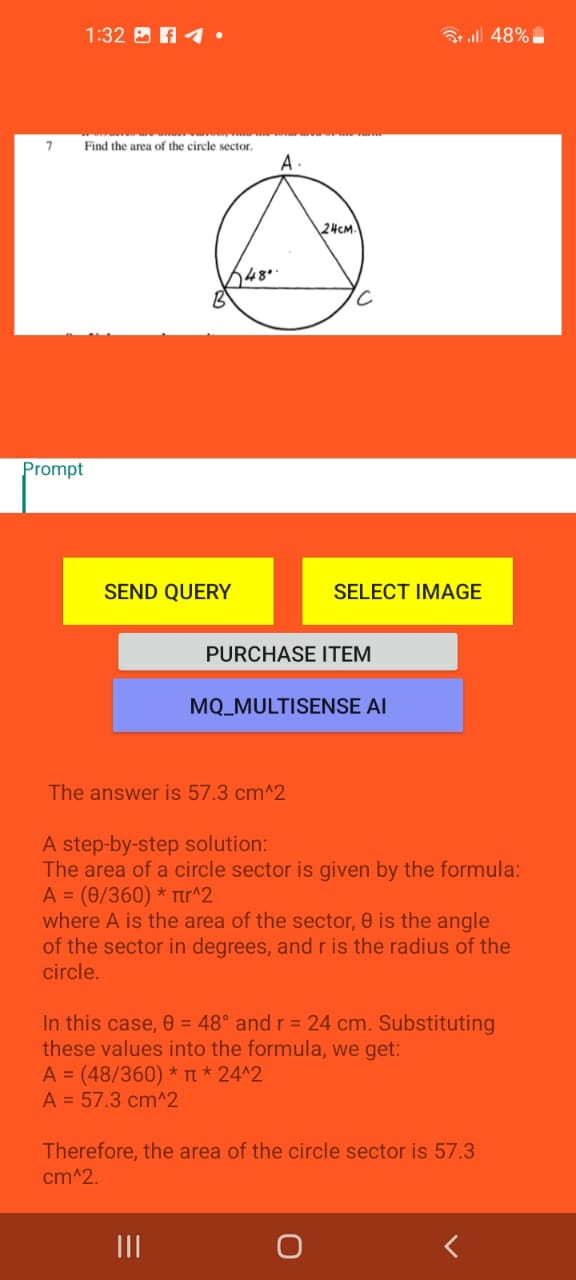 1:32
48%
7 Find the area of the circle sector.
A.
24cm.
48°
B
C
Prompt
SEND QUERY
SELECT IMAGE
PURCHASE ITEM
MQ_MULTISENSE AI
The answer is 57.3 cm^2
A step-by-step solution:
The area of a circle sector is given by the formula:
A = (θ/360) * πr^2
where A is the area of the sector, θ is the angle
of the sector in degrees, and r is the radius of the
circle.
In this case, θ = 48° and r = 24 cm. Substituting
these values into the formula, we get:
A = (48/360) * π * 24^2
A = 57.3 cm^2
Therefore, the area of the circle sector is 57.3
cm^2.